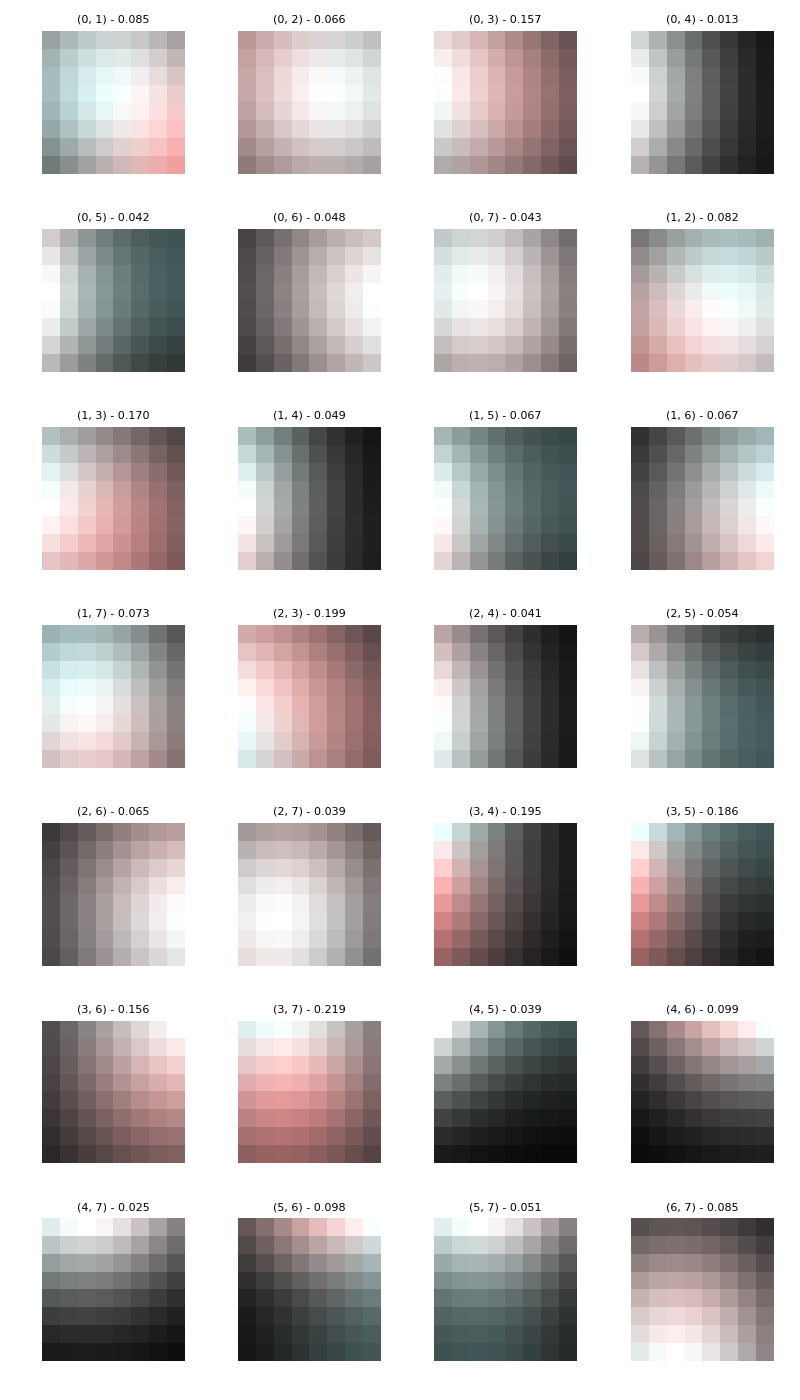 (0, 1) - 0.085 (0, 2) - 0.066 (0, 3) - 0.157 (0, 4) - 0.013
(0, 5) - 0.042 (0, 6) - 0.048 (0, 7) - 0.043 (1, 2) - 0.082
(1, 3) - 0.170 (1, 4) - 0.049 (1, 5) - 0.067 (1, 6) - 0.067
(1, 7) - 0.073 (2, 3) - 0.199 (2, 4) - 0.041 (2, 5) - 0.054
(2, 6) - 0.065 (2, 7) - 0.039 (3, 4) - 0.195 (3, 5) - 0.186
(3, 6) - 0.156 (3, 7) - 0.219 (4, 5) - 0.039 (4, 6) - 0.099
(4, 7) - 0.025 (5, 6) - 0.098 (5, 7) - 0.051 (6, 7) - 0.085